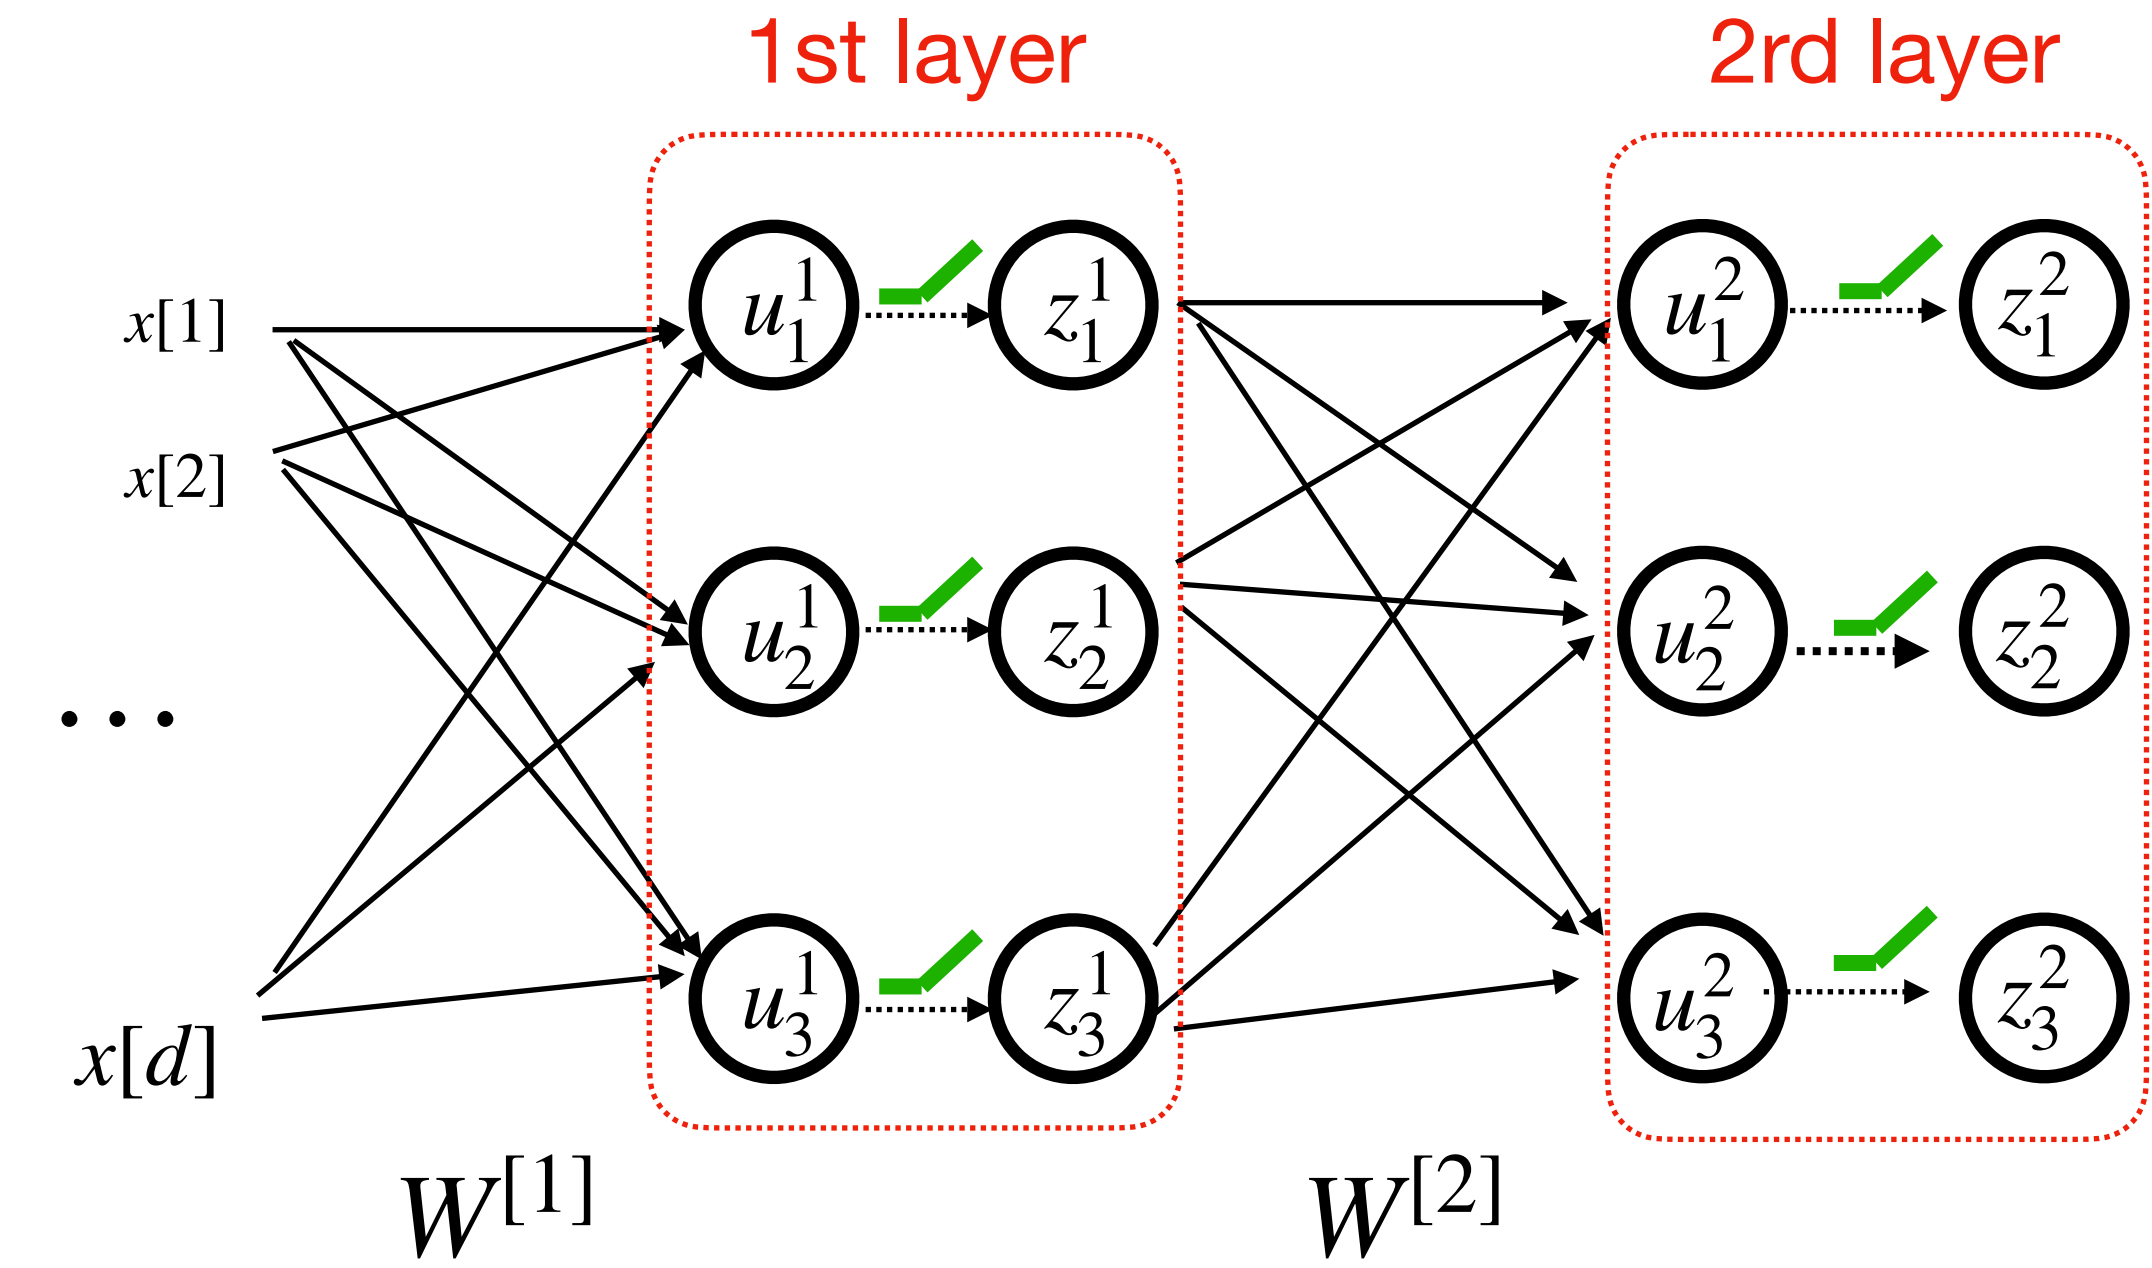 1st layer
2rd layer
x[1]
x[2]
...
x[d]
u₁¹
z₁¹
u₂¹
z₂¹
u₃¹
z₃¹
u₁²
z₁²
u₂²
z₂²
u₃²
z₃²
W^[1]
W^[2]